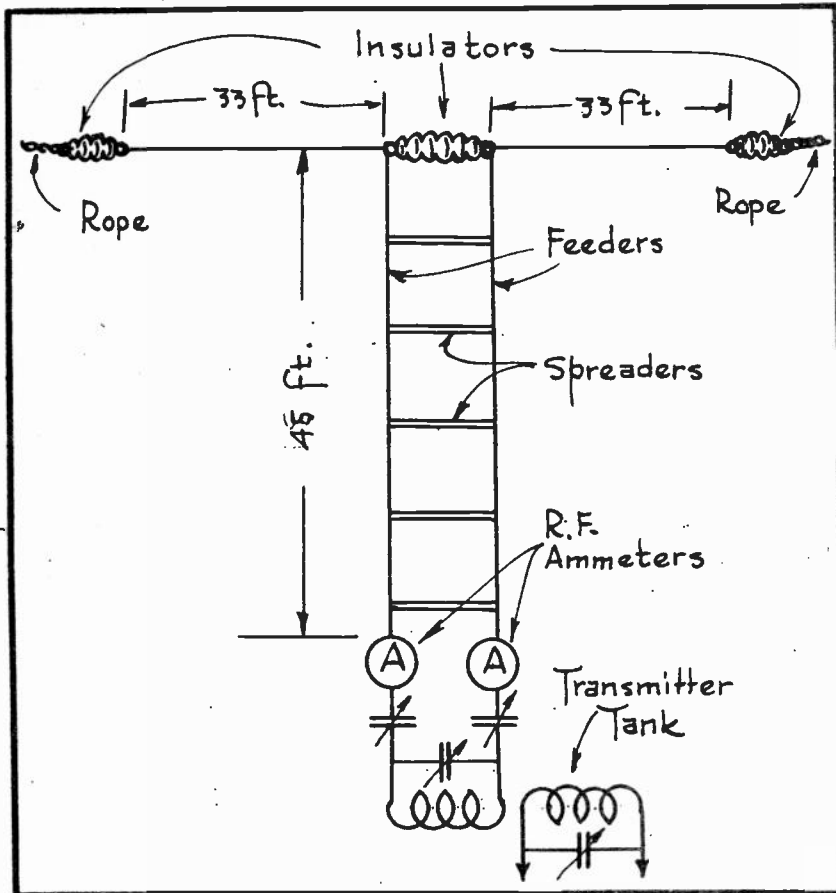 Insulators
33 ft.
33 ft.
Rope
Rope
Feeders
45 ft.
Spreaders
R.F.
Ammeters
A
A
Transmitter
Tank